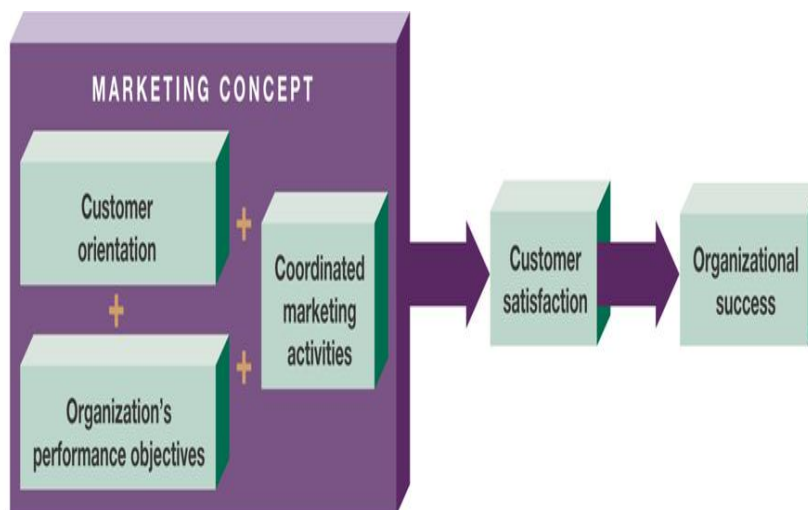 MARKETING CONCEPT
Customer
orientation
+
+
Coordinated
marketing
activities
+
Organization's
performance objectives
Customer
satisfaction
Organizational
success